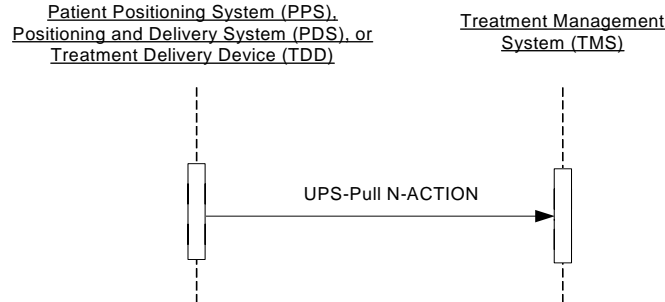 Patient Positioning System (PPS),
Positioning and Delivery System (PDS), or
Treatment Delivery Device (TDD)
Treatment Management
System (TMS)
UPS-Pull N-ACTION